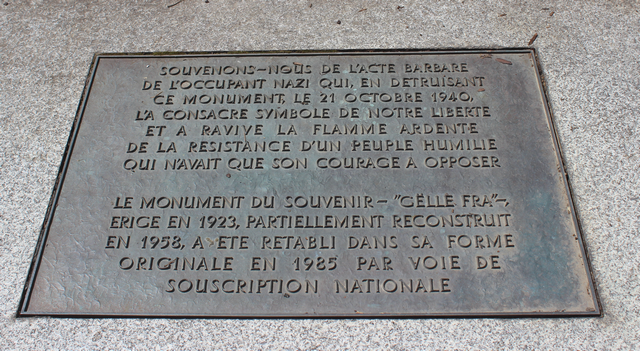 SOUVENONS-NOUS DE L'ACTE BARBARE
DE L'OCCUPANT NAZI QUI, EN DETRUISANT
CE MONUMENT, LE 21 OCTOBRE 1940,
L'A CONSACRE SYMBOLE DE NOTRE LIBERTE
ET A RAVIVE LA FLAMME ARDENTE
DE LA RESISTANCE D'UN PEUPLE HUMILIE
QUI N'AVAIT QUE SON COURAGE A OPPOSER
LE MONUMENT DU SOUVENIR - "GËLLE FRA"-,
ERIGE EN 1923, PARTIELLEMENT RECONSTRUIT
EN 1958, A ETE RETABLI DANS SA FORME
ORIGINALE EN 1985 PAR VOIE DE
SOUSCRIPTION NATIONALE